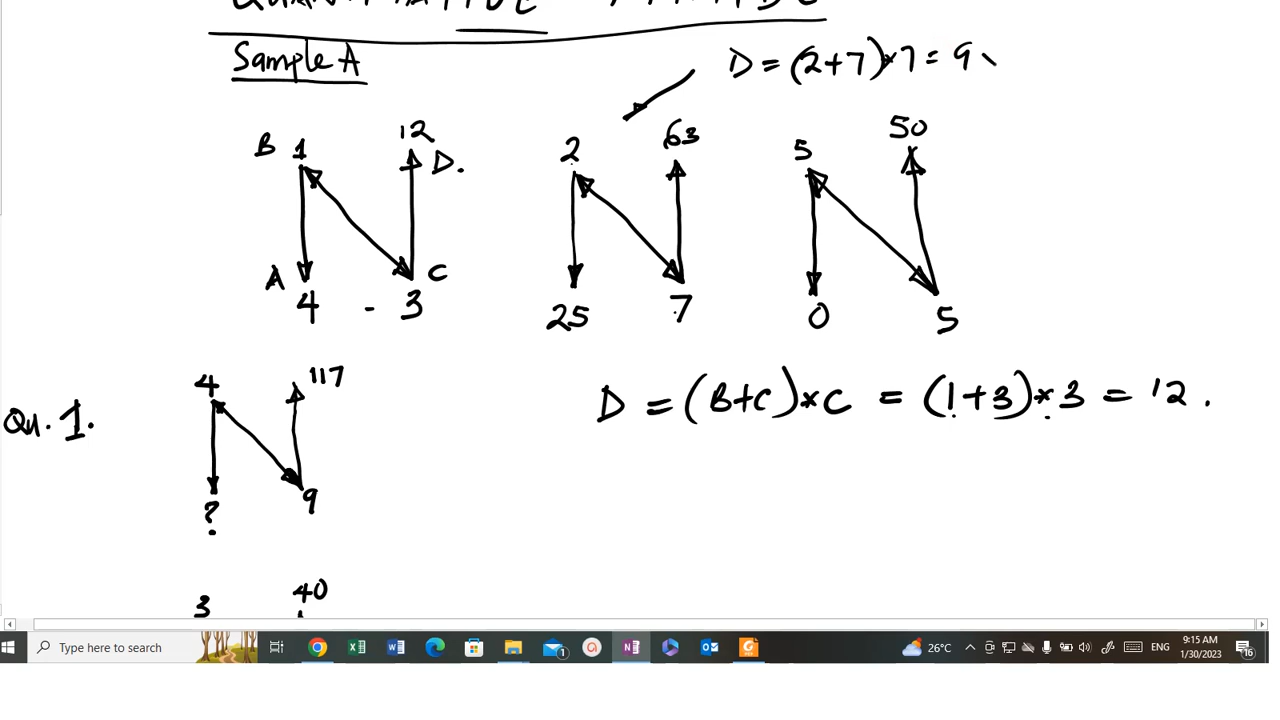 Sample A
D = (2+7)*7 = 9
B 1 12 D.
2 63
5 50
A 4 - 3 C
25 7
0 5
Qu. 1.
4 117
? 9
D = (B+C)*C = (1+3)*3 = 12.
3 40
Type here to search
1
26°C
ENG
9:15 AM
1/30/2023
16